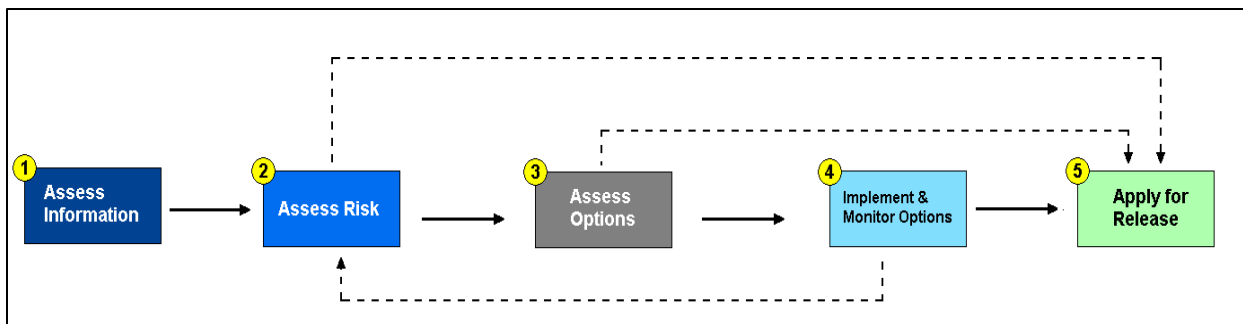 1
Assess
Information
2
Assess Risk
3
Assess
Options
4
Implement &
Monitor Options
5
Apply for
Release